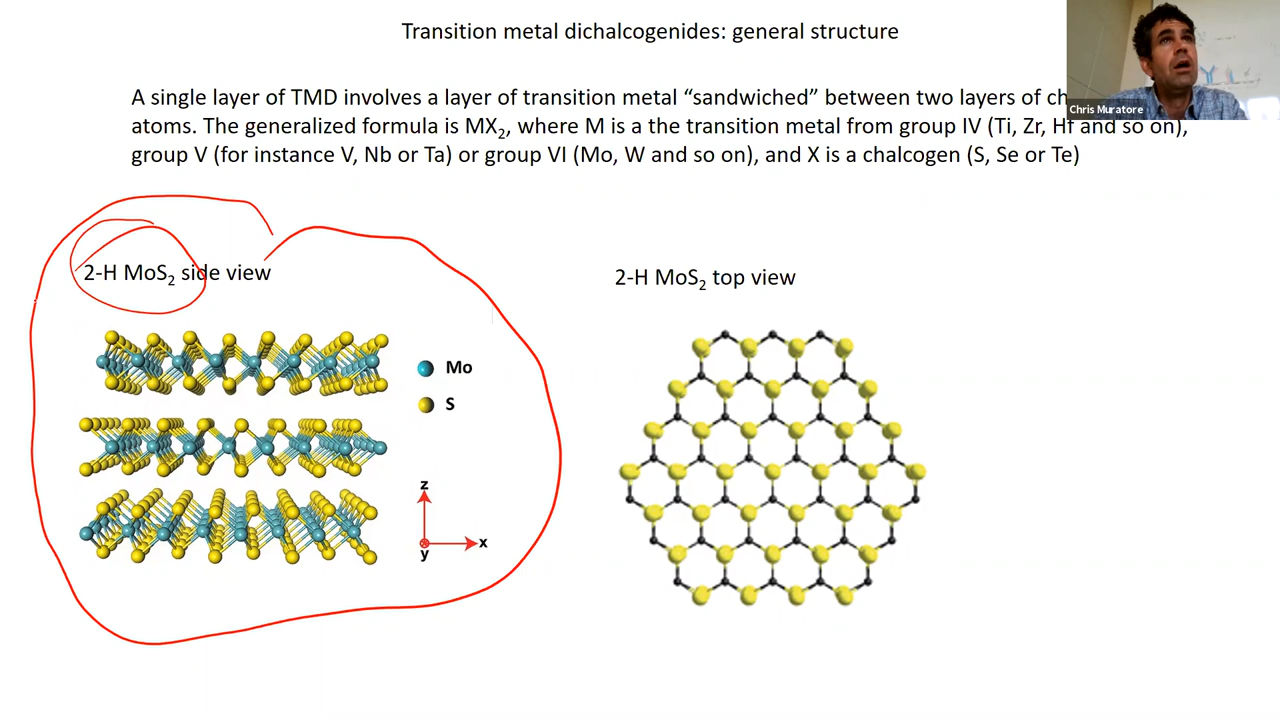 Transition metal dichalcogenides: general structure
Chris Muratore
A single layer of TMD involves a layer of transition metal “sandwiched” between two layers of
atoms. The generalized formula is MX₂, where M is a the transition metal from group IV (Ti, Zr, Hf and so on),
group V (for instance V, Nb or Ta) or group VI (Mo, W and so on), and X is a chalcogen (S, Se or Te)
2-H MoS₂ side view
2-H MoS₂ top view
Mo
S
z
x
y